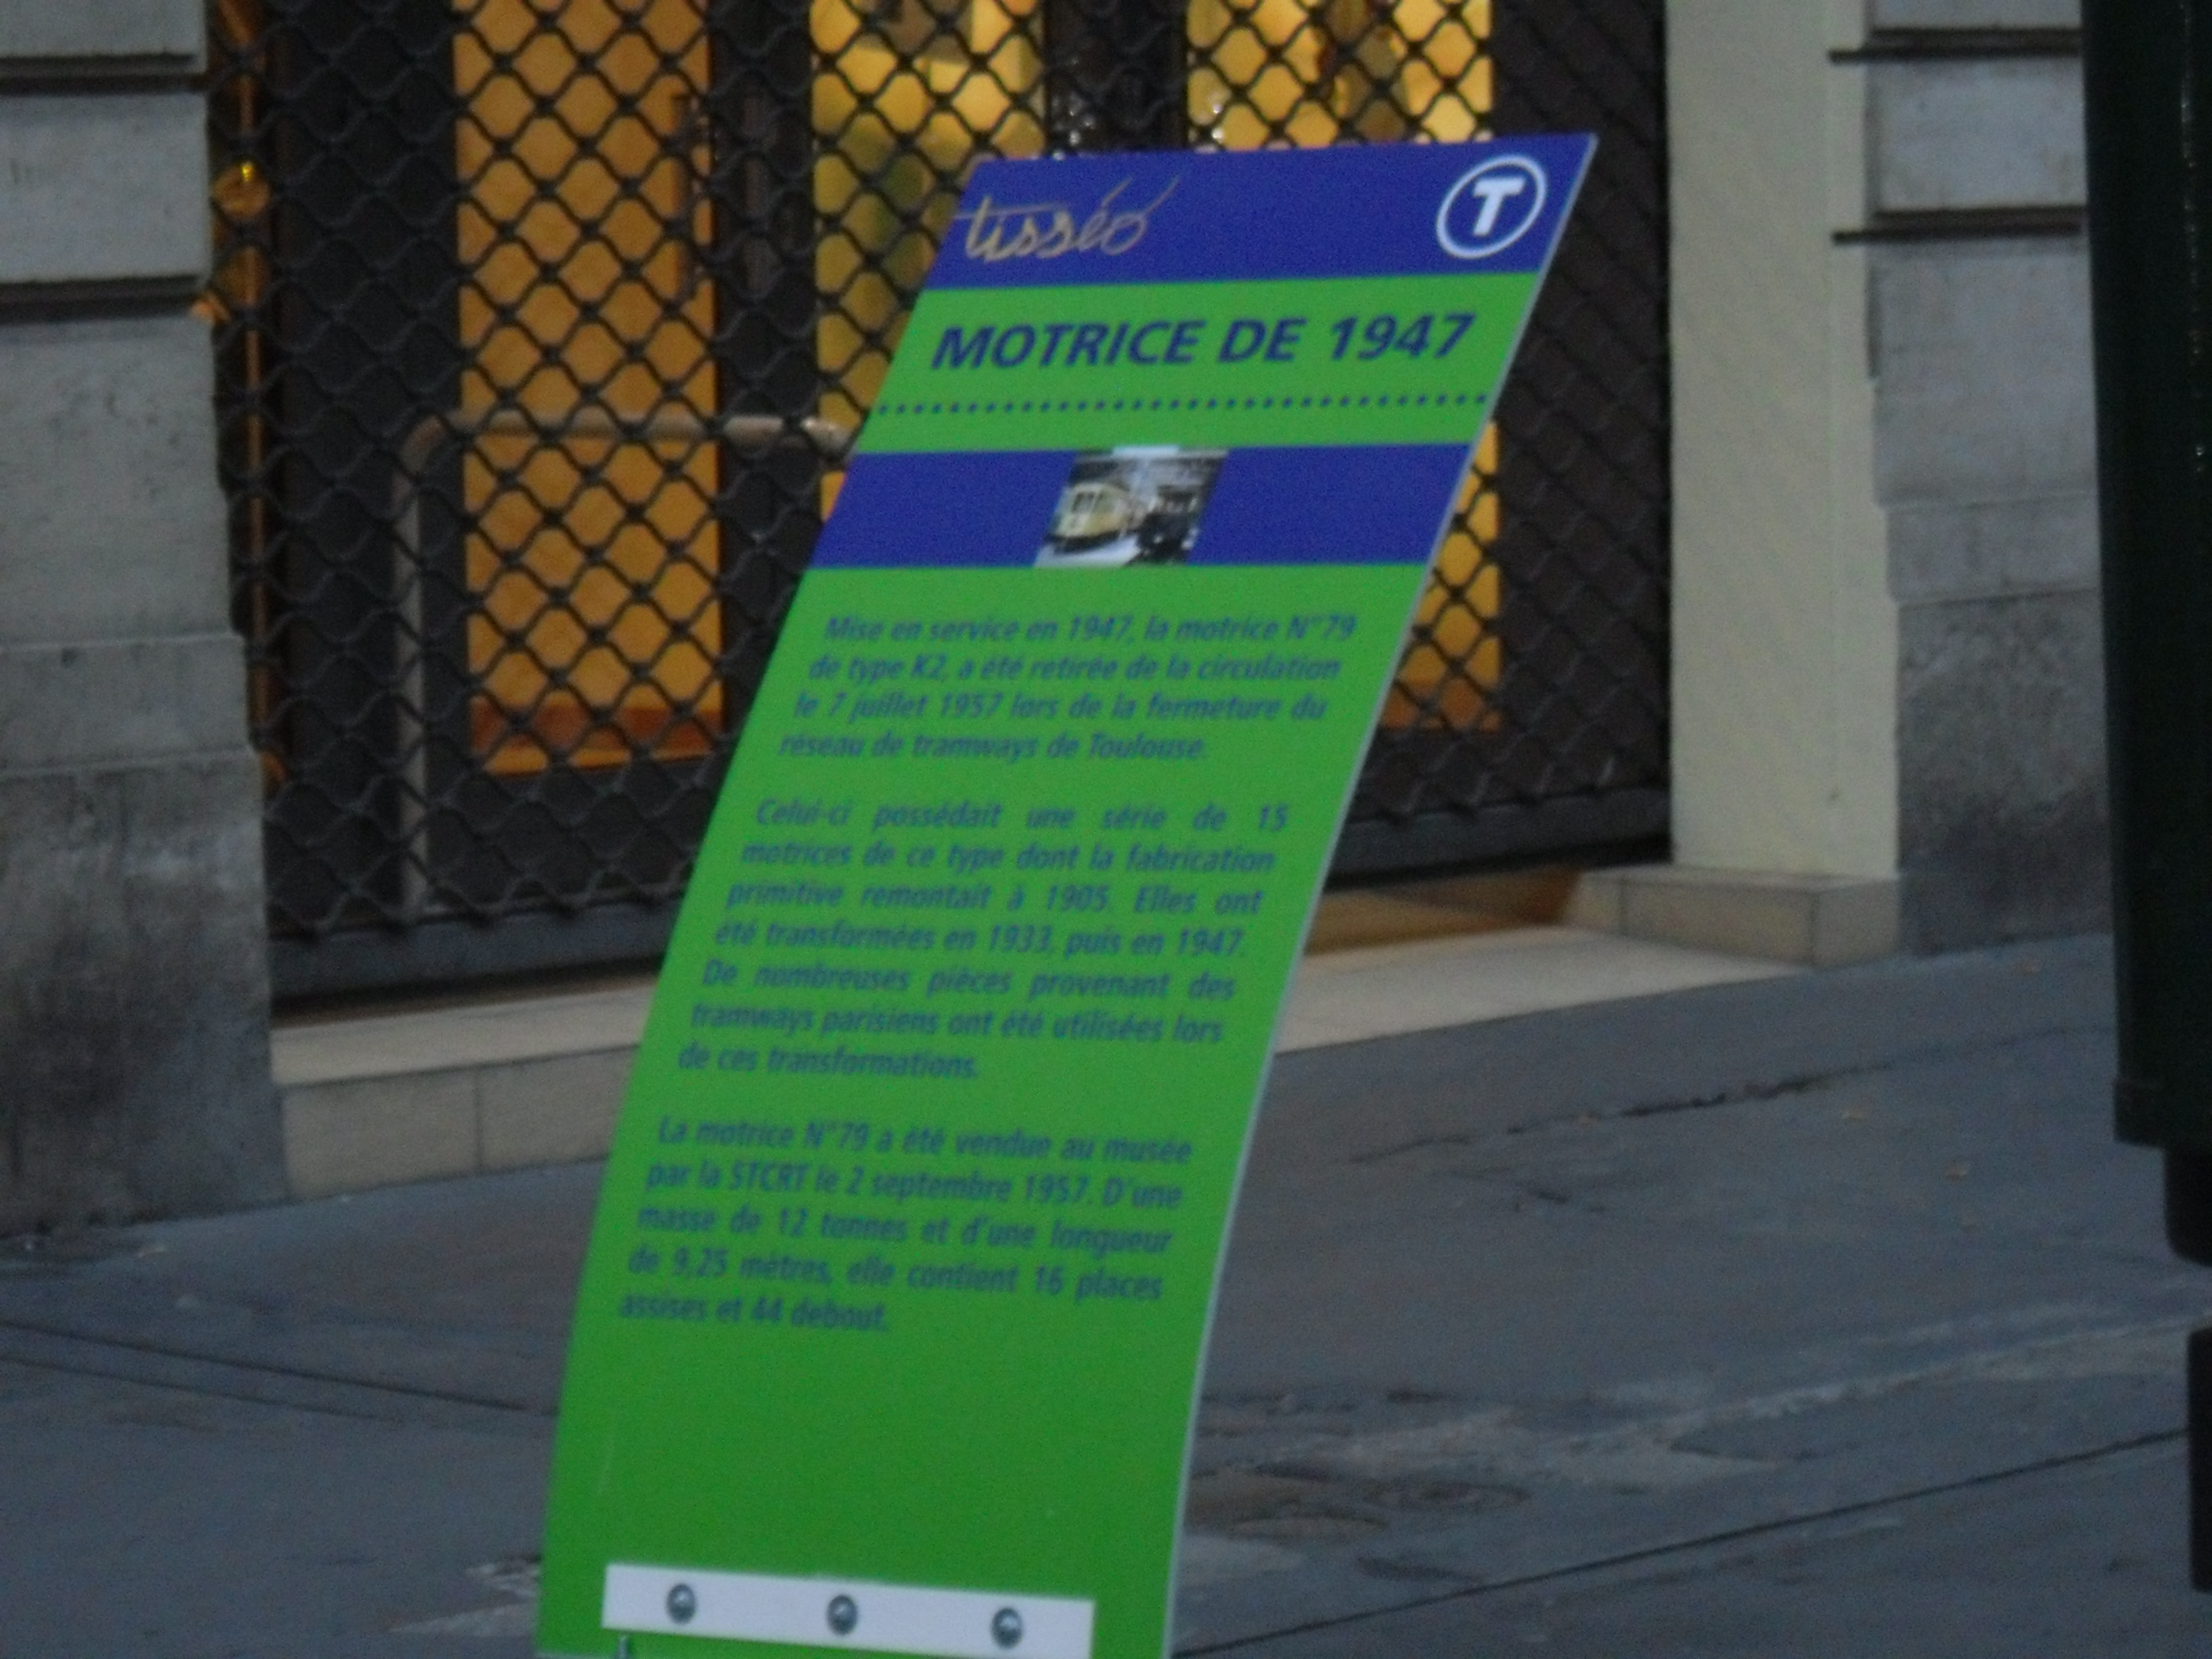 tisséo
T
MOTRICE DE 1947
Mise en service en 1947, la motrice N°79
de type K2, a été retirée de la circulation
le 7 juillet 1957 lors de la fermeture du
réseau de tramways de Toulouse.
Celui-ci possédait une série de 15
motrices de ce type dont la fabrication
primitive remontait à 1905. Elles ont
été transformées en 1933, puis en 1947.
De nombreuses pièces provenant des
tramways parisiens ont été utilisées lors
de ces transformations.
La motrice N°79 a été vendue au musée
par la STCRT le 2 septembre 1957. D'une
masse de 12 tonnes et d'une longueur
de 9,25 mètres, elle contient 16 places
assises et 44 debout.